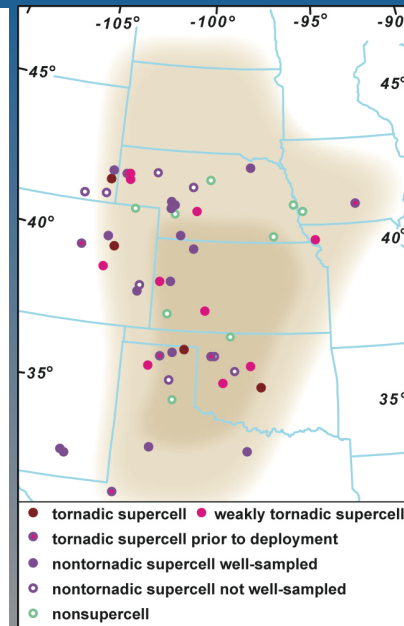 -105° -100° -95° -90
45° 45°
40° 40°
35° 35°
tornadic supercell weakly tornadic supercell
tornadic supercell prior to deployment
nontornadic supercell well-sampled
nontornadic supercell not well-sampled
nonsupercell